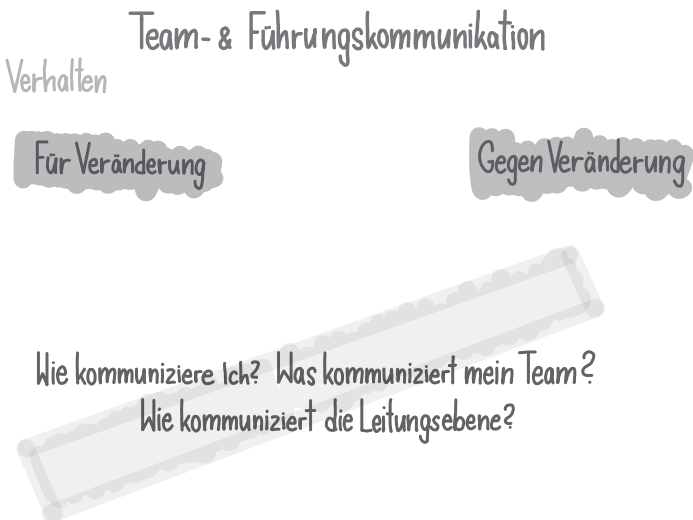 Team- & Führungskommunikation
Verhalten
Für Veränderung
Gegen Veränderung
Wie kommuniziere Ich? Was kommuniziert mein Team?
Wie kommuniziert die Leitungsebene?